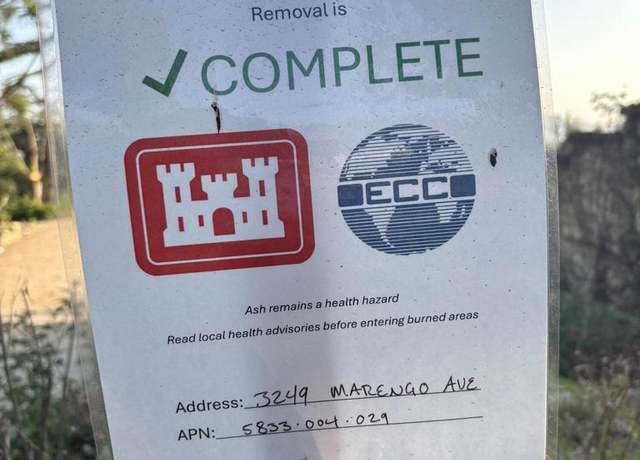 Removal is
✓ COMPLETE
ECC
Ash remains a health hazard
Read local health advisories before entering burned areas
Address: 3249 MARENGO AVE
APN: 5833.004.029